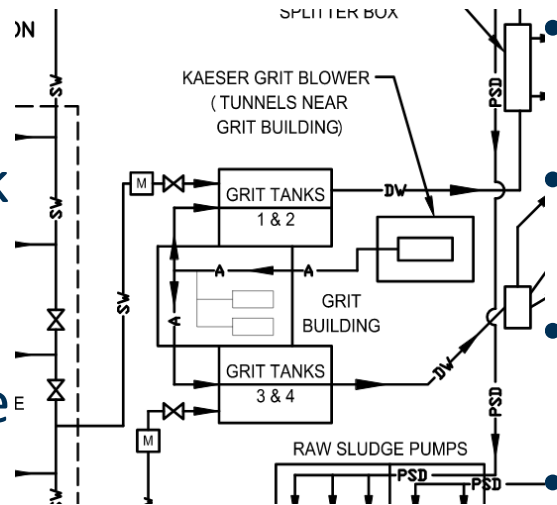 SPLITTER BOX
ON
KAESER GRIT BLOWER
( TUNNELS NEAR
GRIT BUILDING)
SW
PSD
M
GRIT TANKS
1 & 2
DW
k
SW
A
A
SW
GRIT
BUILDING
A
GRIT TANKS
3 & 4
DW
e
E
PSD
M
RAW SLUDGE PUMPS
PSD
PSD
SW